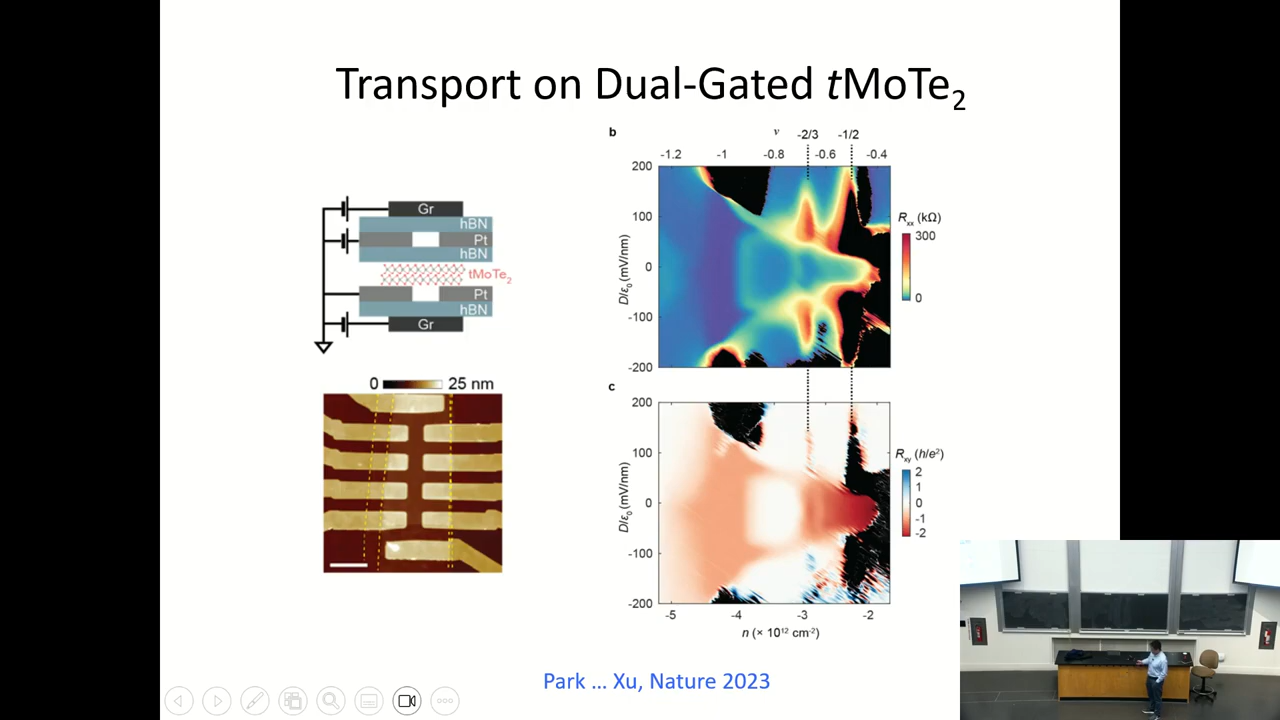 Transport on Dual-Gated tMoTe₂
Gr
hBN
Pt
hBN
tMoTe₂
Pt
hBN
Gr
0 25 nm
b
ν -2/3 -1/2
-1.2 -1 -0.8 -0.6 -0.4
200
100
0
-100
-200
D/ε₀ (mV/nm)
Rxx (kΩ)
300
0
c
200
100
0
-100
-200
D/ε₀ (mV/nm)
Rxy (h/e²)
2
1
0
-1
-2
-5 -4 -3 -2
n (× 10¹² cm⁻²)
Park ... Xu, Nature 2023